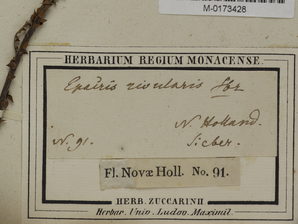 M-0173428
HERBARIUM REGIUM MONACENSE.
Epacris rivularis Sbr
N. Holland.
N. 91. Sieber.
Fl. Novæ Holl. No. 91.
HERB. ZUCCARINII
Herbar. Univ. Ludov. Maximil.